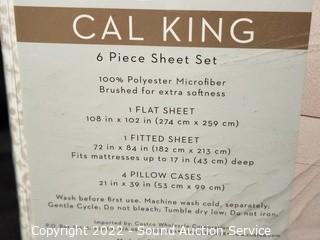 CAL KING
6 Piece Sheet Set
100% Polyester Microfiber
Brushed for extra softness
1 FLAT SHEET
108 in x 102 in (274 cm x 259 cm)
1 FITTED SHEET
72 in x 84 in (182 cm x 213 cm)
Fits mattresses up to 17 in (43 cm) deep
4 PILLOW CASES
21 in x 39 in (53 cm x 99 cm)
Wash before first use. Machine wash cold, separately;
Gentle Cycle; Do not bleach; Tumble dry low; Do not iron.
Imported by:
Copyright 2022 - Sound Auction Service